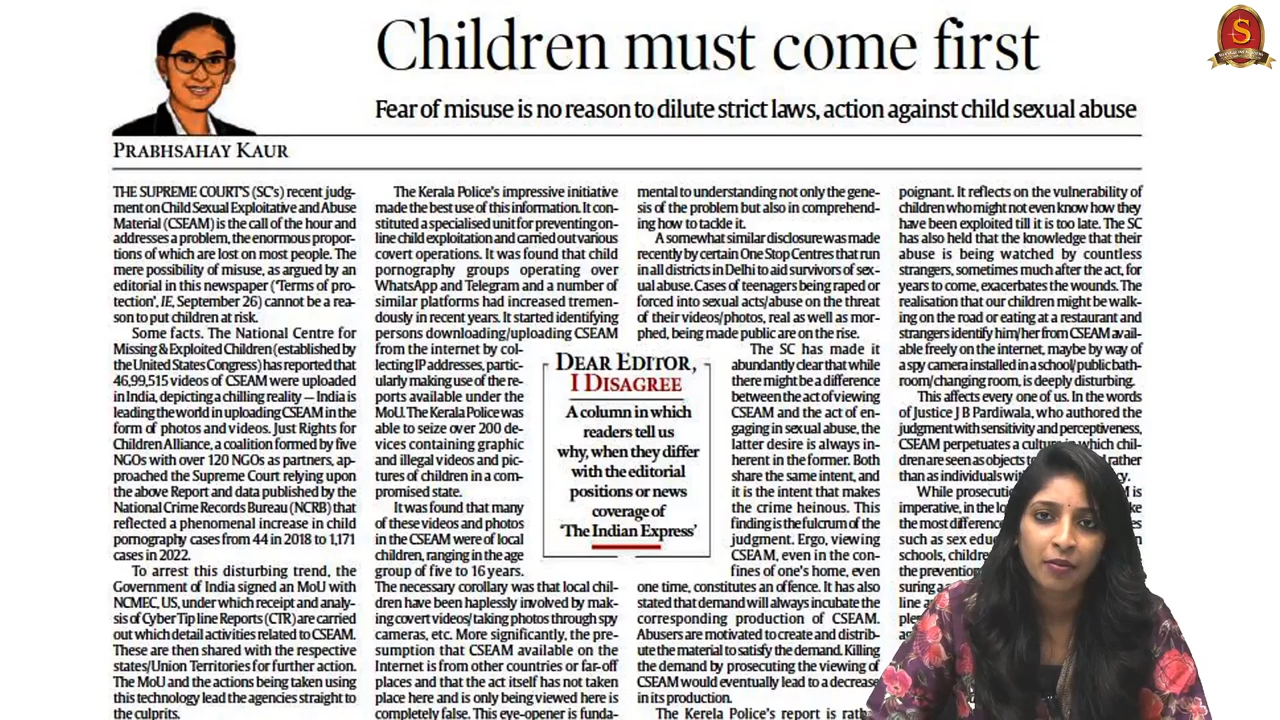 Children must come first
Fear of misuse is no reason to dilute strict laws, action against child sexual abuse
PRABHSAHAY KAUR
THE SUPREME COURT'S (SC's) recent judg-
ment on Child Sexual Exploitative and Abuse
Material (CSEAM) is the call of the hour and
addresses a problem, the enormous propor-
tions of which are lost on most people. The
mere possibility of misuse, as argued by an
editorial in this newspaper ('Terms of pro-
tection', IE, September 26) cannot be a rea-
son to put children at risk.
Some facts. The National Centre for
Missing & Exploited Children (established by
the United States Congress) has reported that
46,99,515 videos of CSEAM were uploaded
in India, depicting a chilling reality — India is
leading the world in uploading CSEAM in the
form of photos and videos. Just Rights for
Children Alliance, a coalition formed by five
NGOs with over 120 NGOs as partners, ap-
proached the Supreme Court relying upon
the above Report and data published by the
National Crime Records Bureau (NCRB) that
reflected a phenomenal increase in child
pornography cases from 44 in 2018 to 1,171
cases in 2022.
To arrest this disturbing trend, the
Government of India signed an MoU with
NCMEC, US, under which receipt and analy-
sis of Cyber Tip line Reports (CTR) are carried
out which detail activities related to CSEAM.
These are then shared with the respective
states/Union Territories for further action.
The MoU and the actions being taken using
this technology lead the agencies straight to
the culprits.
The Kerala Police's impressive initiative
made the best use of this information. It con-
stituted a specialised unit for preventing on-
line child exploitation and carried out various
covert operations. It was found that child
pornography groups operating over
WhatsApp and Telegram and a number of
similar platforms had increased tremen-
dously in recent years. It started identifying
persons downloading/uploading CSEAM
from the internet by col-
lecting IP addresses, partic-
ularly making use of the re-
ports available under the
MoU. The Kerala Police was
able to seize over 200 de-
vices containing graphic
and illegal videos and pic-
tures of children in a com-
promised state.
It was found that many
of these videos and photos
in the CSEM were of local
children, ranging in the age
group of five to 16 years.
The necessary corollary was that local chil-
dren have been haplessly involved by mak-
ing covert videos/taking photos through spy
cameras, etc. More significantly, the pre-
sumption that CSEAM available on the
Internet is from other countries or far-off
places and that the act itself has not taken
place here and is only being viewed here is
completely false. This eye-opener is funda-
DEAR EDITOR,
I DISAGREE
A column in which
readers tell us
why, when they differ
with the editorial
positions or news
coverage of
'The Indian Express'
mental to understanding not only the gene-
sis of the problem but also in comprehend-
ing how to tackle it.
A somewhat similar disclosure was made
recently by certain One Stop Centres that run
in all districts in Delhi to aid survivors of sex-
ual abuse. Cases of teenagers being raped or
forced into sexual acts/abuse on the threat
of their videos/photos, real as well as mor-
phed, being made public are on the rise.
The SC has made it
abundantly clear that while
there might be a difference
between the act of viewing
CSEAM and the act of en-
gaging in sexual abuse, the
latter desire is always in-
herent in the former. Both
share the same intent, and
it is the intent that makes
the crime heinous. This
finding is the fulcrum of the
judgment. Ergo, viewing
CSEAM, even in the con-
fines of one's home, even
one time, constitutes an offence. It has also
stated that demand will always incubate the
corresponding production of CSEAM.
Abusers are motivated to create and distrib-
ute the material to satisfy the demand. Killing
the demand by prosecuting the viewing of
CSEAM would eventually lead to a decrease
in its production.
The Kerela Police's report is
poignant. It reflects on the vulnerability of
children who might not even know how they
have been exploited till it is too late. The SC
has also held that the knowledge that their
abuse is being watched by countless
strangers, sometimes much after the act, for
years to come, exacerbates the wounds. The
realisation that our children might be walk-
ing on the road or eating at a restaurant and
strangers identify him/her from CSEAM avail-
able freely on the internet, maybe by way of
a spy camera installed in a school/public bath-
room/changing room, is deeply disturbing.
This affects every one of us. In the words
of Justice J B Pardiwala, who authored the
judgment with sensitivity and perceptiveness,
CSEAM perpetuates a culture in which chil-
dren are seen as objects rather
than as individuals
While
imperative, in the
the most
such as sex
schools,
the
S